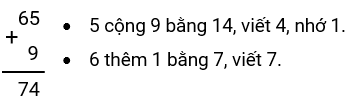 65
+
9
74
• 5 cộng 9 bằng 14, viết 4, nhớ 1.
• 6 thêm 1 bằng 7, viết 7.